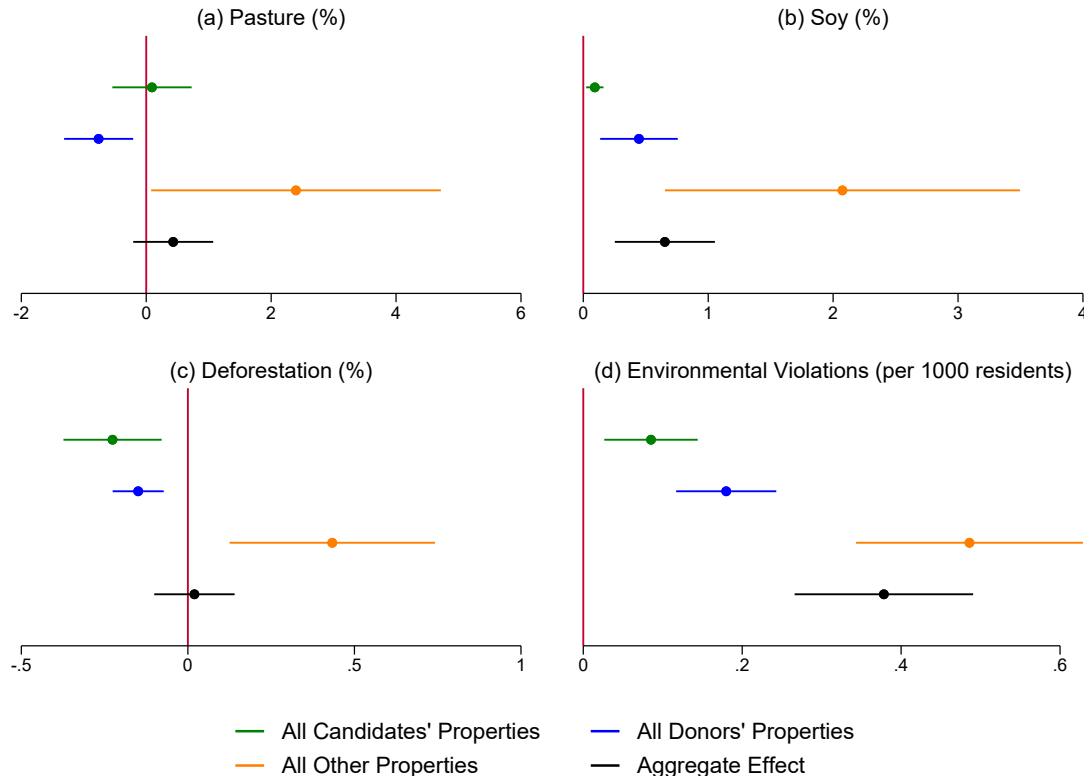 (a) Pasture (%)
-2 0 2 4 6
(b) Soy (%)
0 1 2 3 4
(c) Deforestation (%)
-.5 0 .5 1
(d) Environmental Violations (per 1000 residents)
0 .2 .4 .6
All Candidates' Properties
All Donors' Properties
All Other Properties
Aggregate Effect